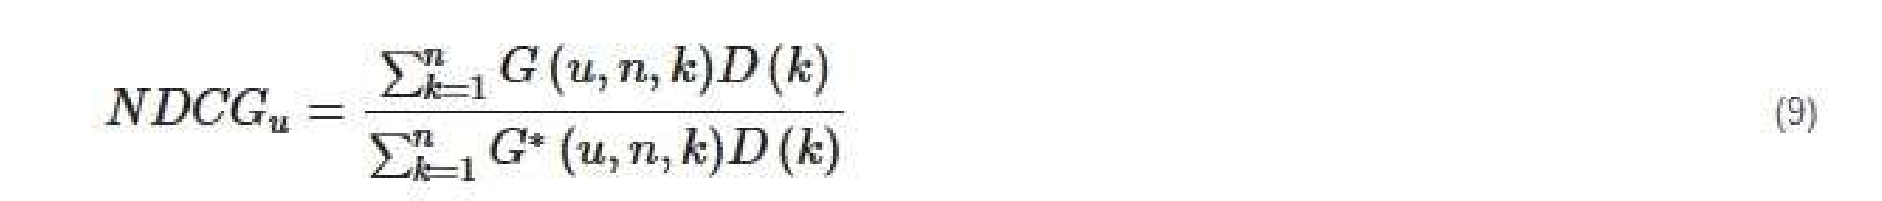 $NDCG_u = \frac{\sum_{k=1}^{n} G(u,n,k)D(k)}{\sum_{k=1}^{n} G^*(u,n,k)D(k)}$ (9)